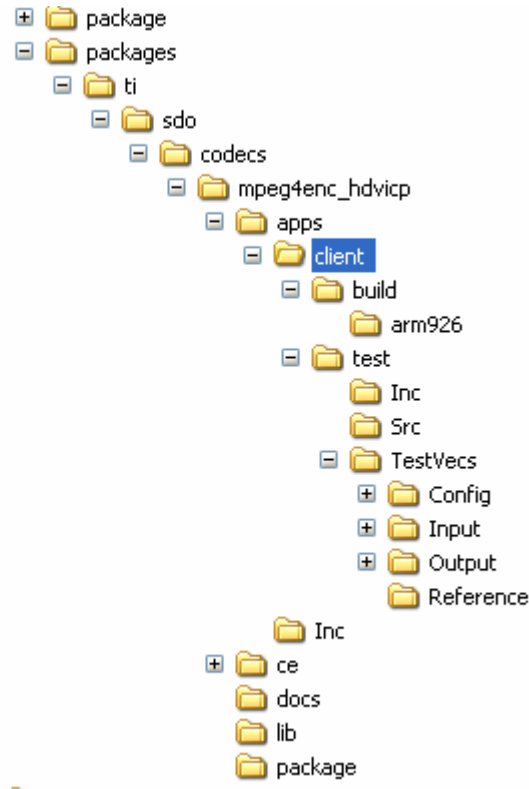 package
packages
ti
sdo
codecs
mpeg4enc_hdvicp
apps
client
build
arm926
test
Inc
Src
TestVecs
Config
Input
Output
Reference
Inc
ce
docs
lib
package